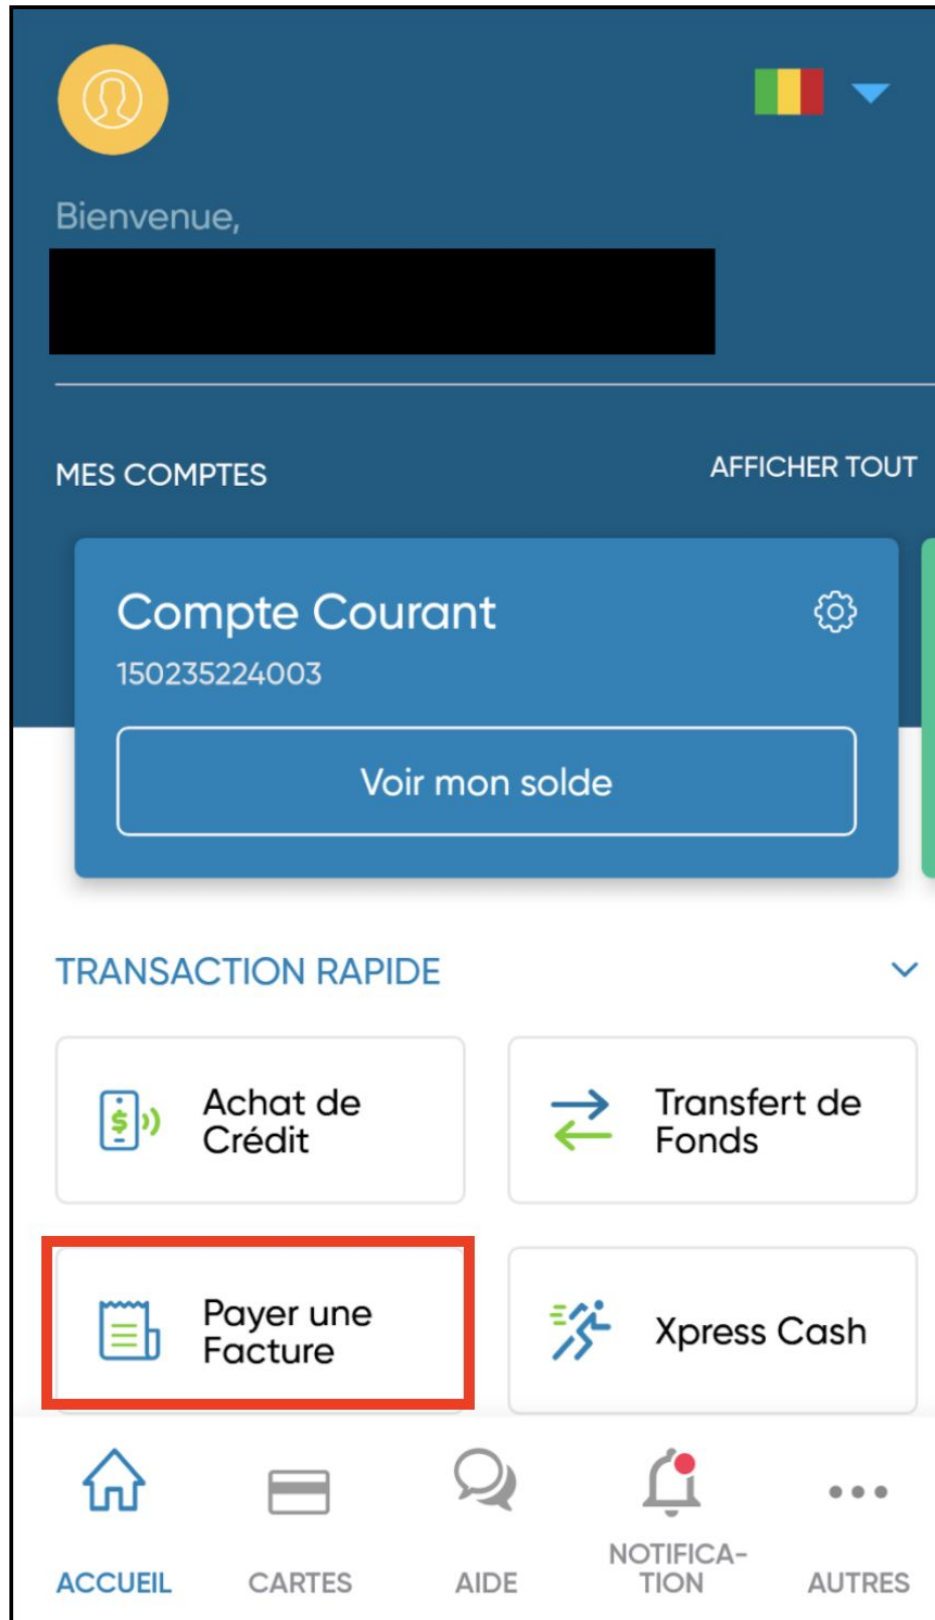 Bienvenue,
MES COMPTES
AFFICHER TOUT
Compte Courant
150235224003
Voir mon solde
TRANSACTION RAPIDE
Achat de
Crédit
Transfert de
Fonds
Payer une
Facture
Xpress Cash
ACCUEIL
CARTES
AIDE
NOTIFICA-
TION
AUTRES